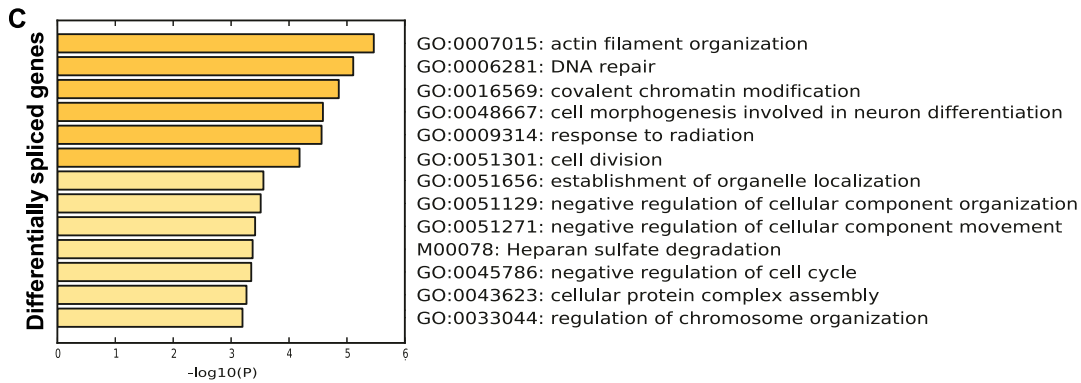 C
Differentially spliced genes
GO:0007015: actin filament organization
GO:0006281: DNA repair
GO:0016569: covalent chromatin modification
GO:0048667: cell morphogenesis involved in neuron differentiation
GO:0009314: response to radiation
GO:0051301: cell division
GO:0051656: establishment of organelle localization
GO:0051129: negative regulation of cellular component organization
GO:0051271: negative regulation of cellular component movement
M00078: Heparan sulfate degradation
GO:0045786: negative regulation of cell cycle
GO:0043623: cellular protein complex assembly
GO:0033044: regulation of chromosome organization
0 1 2 3 4 5 6
-log10(P)